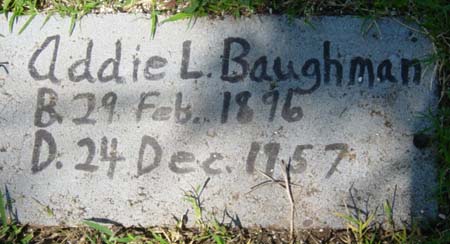 Addie L. Baughman
B. 29 Feb. 1896
D. 24 Dec. 1957